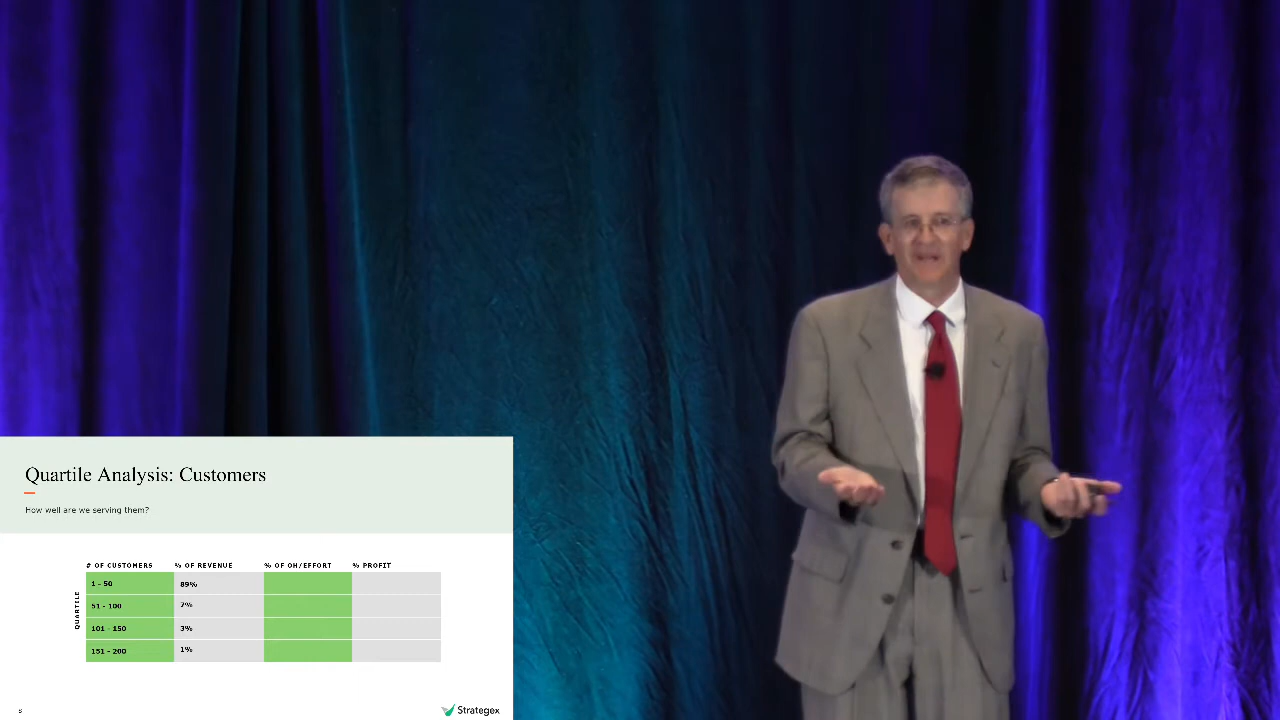 Quartile Analysis: Customers
How well are we serving them?
# OF CUSTOMERS % OF REVENUE % OF OH/EFFORT % PROFIT
QUARTILE
1 - 50 89%
51 - 100 7%
101 - 150 3%
151 - 200 1%
8 Strategex